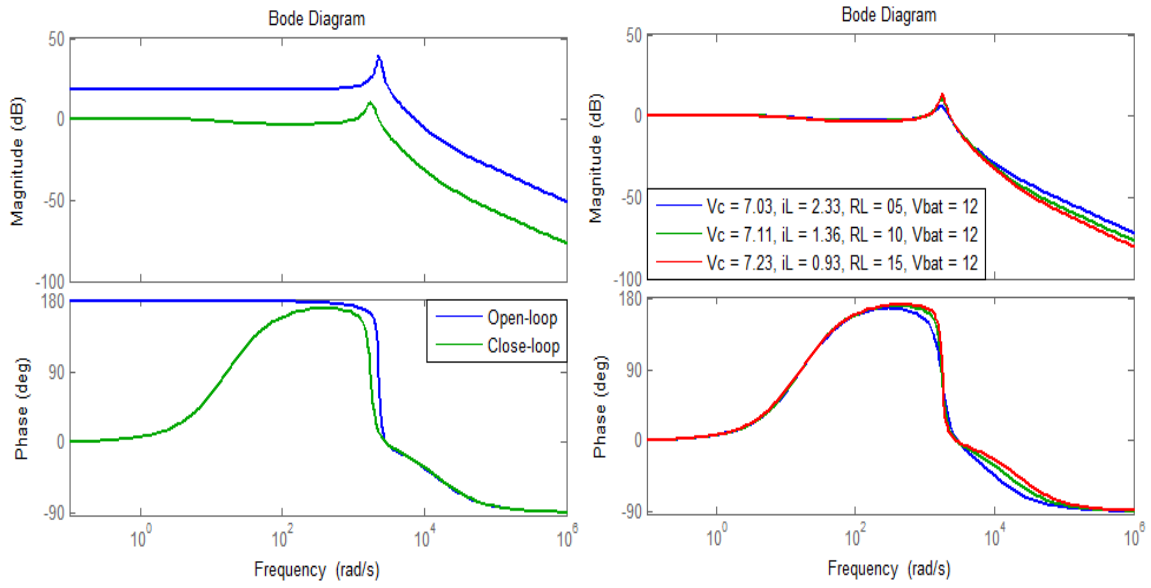 Bode Diagram
50
0
-50
-100
Magnitude (dB)
180
90
0
-90
Phase (deg)
Open-loop
Close-loop
10^0
10^2
10^4
10^6
Frequency (rad/s)
Bode Diagram
50
0
-50
-100
Magnitude (dB)
Vc = 7.03, iL = 2.33, RL = 05, Vbat = 12
Vc = 7.11, iL = 1.36, RL = 10, Vbat = 12
Vc = 7.23, iL = 0.93, RL = 15, Vbat = 12
180
90
0
-90
Phase (deg)
10^0
10^2
10^4
10^6
Frequency (rad/s)